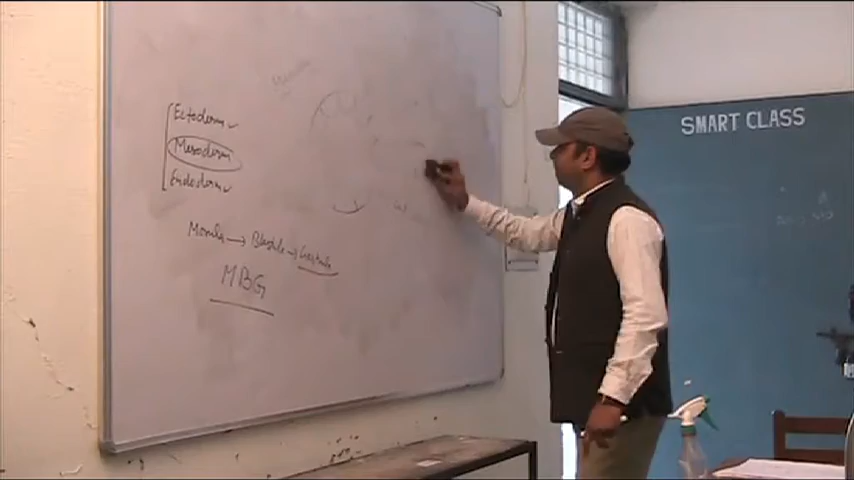 SMART CLASS
Ectoderm
Mesoderm
Endoderm
Morula → Blastula → Gastrula
MBG